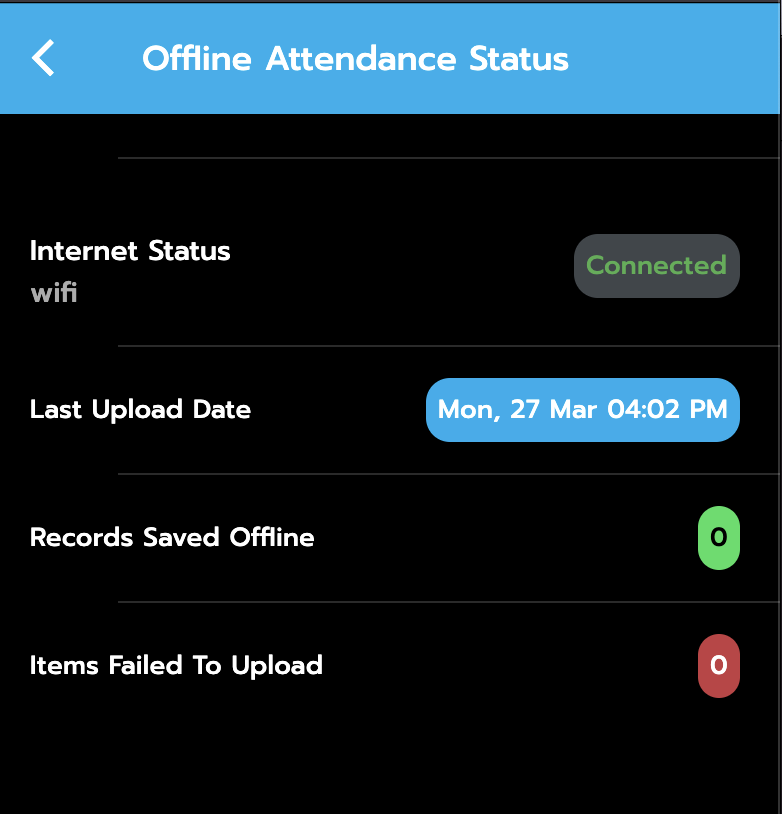 Offline Attendance Status
Internet Status
wifi
Connected
Last Upload Date
Mon, 27 Mar 04:02 PM
Records Saved Offline
0
Items Failed To Upload
0